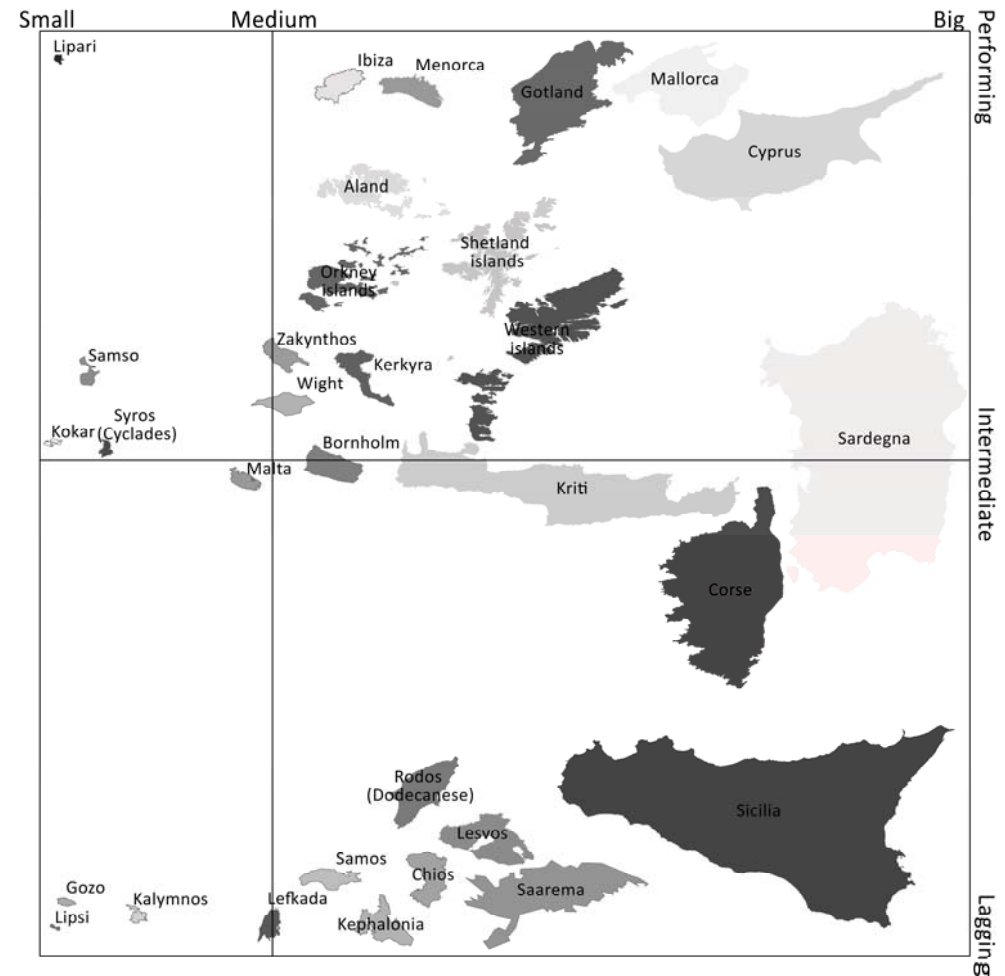 Small
Medium
Big
Performing
Lipari
Ibiza
Menorca
Gotland
Mallorca
Cyprus
Aland
Shetland
islands
Orkney
islands
Western
islands
Zakynthos
Samso
Kerkyra
Wight
Syros
(Cyclades)
Kokar
Bornholm
Sardegna
Intermediate
Malta
Kriti
Corse
Rodos
(Dodecanese)
Sicilia
Lesvos
Samos
Chios
Saarema
Gozo
Kalymnos
Lefkada
Lipsi
Kephalonia
Lagging